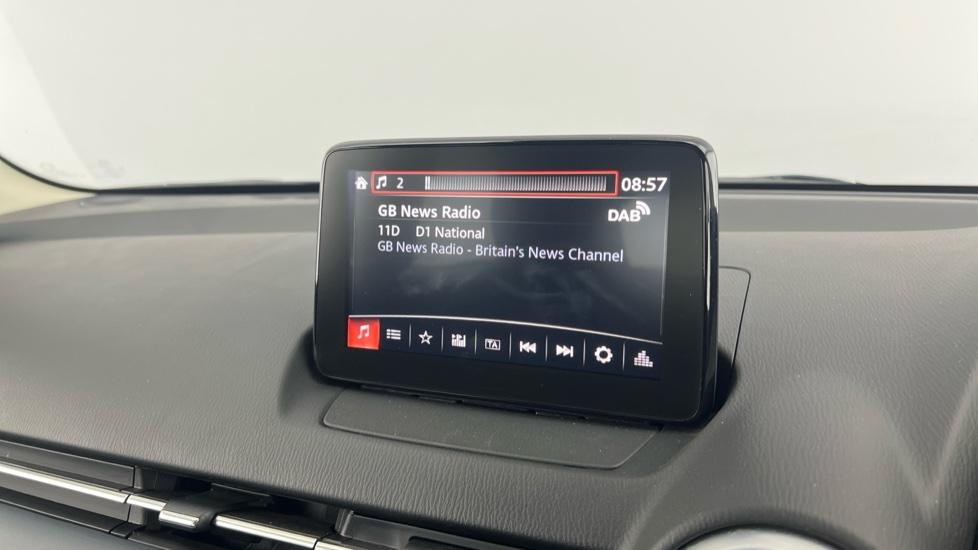 2 08:57
GB News Radio DAB
11D D1 National
GB News Radio - Britain's News Channel
TA